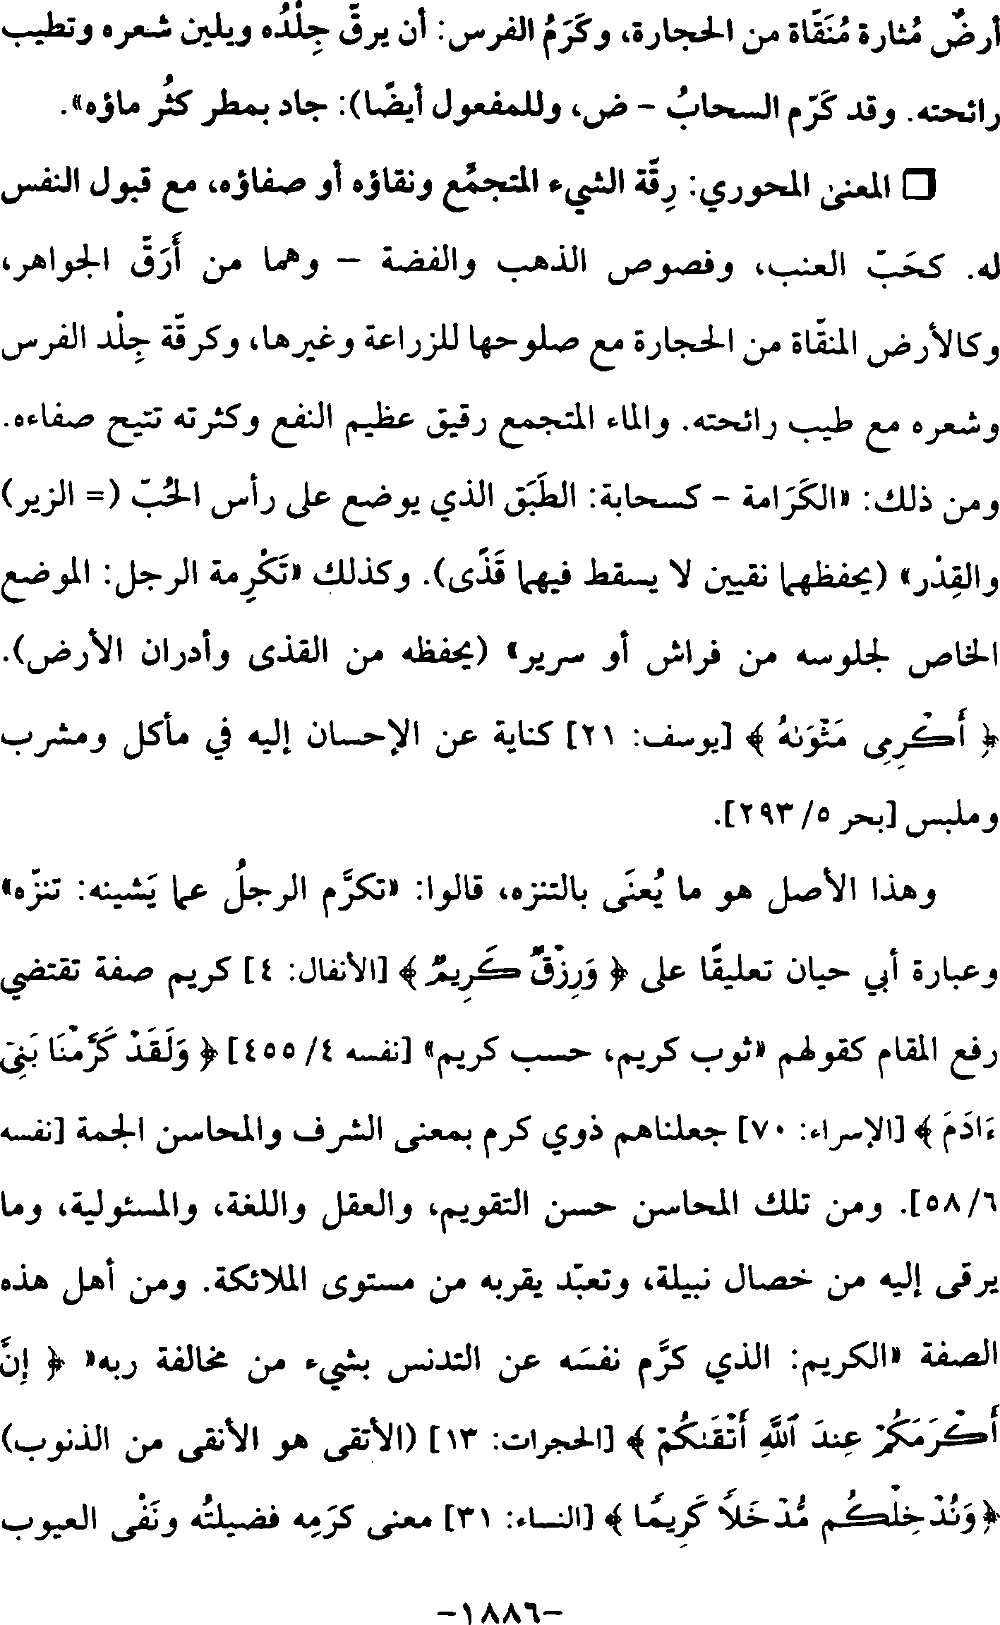 أرضٌ مُثارة مُنَقّاة من الحجارة، وكَرَمُ الفرس: أن يرقّ جِلْدُه ويلين شعره وتطيب
رائحته. وقد كَرّم السحابُ - ض، وللمفعول أيضًا): جاد بمطر كثُر ماؤه».
❑ المعنى المحوري: رِقّة الشيء المتجمِّع ونقاؤه أو صفاؤه، مع قبول النفس
له. كحَبّ العنب، وفصوص الذهب والفضة - وهما من أَرَقّ الجواهر،
وكالأرض المنقّاة من الحجارة مع صلوحها للزراعة وغيرها، وكرقّة جِلْد الفرس
وشعره مع طيب رائحته. والماء المتجمع رقيق عظيم النفع وكثرته تتيح صفاءه.
ومن ذلك: «الكَرَامة - كسحابة: الطَبَق الذي يوضع على رأس الحُبّ (= الزير)
والقِدْر» (يحفظهما نقيين لا يسقط فيهما قَذًى). وكذلك «تَكْرِمة الرجل: الموضع
الخاص لجلوسه من فراش أو سرير» (يحفظه من القذى وأدران الأرض).
﴿ أَكْرِمِى مَثْوَىٰهُ ﴾ [يوسف: ٢١] كناية عن الإحسان إليه في مأكل ومشرب
وملبس [بحر ٥/ ٢٩٣].
وهذا الأصل هو ما يُعنَى بالتنزه، قالوا: «تكرَّم الرجلُ عما يَشينه: تنزّه»
وعبارة أبي حيان تعليقًا على ﴿ وَرِزْقٌ كَرِيمٌ ﴾ [الأنفال: ٤] كريم صفة تقتضي
رفع المقام كقولهم «ثوب كريم، حسب كريم» [نفسه ٤/ ٤٥٥] ﴿ وَلَقَدْ كَرَّمْنَا بَنِىٓ
ءَادَمَ ﴾ [الإسراء: ٧٠] جعلناهم ذوي كرم بمعنى الشرف والمحاسن الجمة [نفسه
٦/ ٥٨]. ومن تلك المحاسن حسن التقويم، والعقل واللغة، والمسئولية، وما
يرقى إليه من خصال نبيلة، وتعبّد يقربه من مستوى الملائكة. ومن أهل هذه
الصفة «الكريم: الذي كرَّم نفسَه عن التدنس بشيء من مخالفة ربه» ﴿ إِنَّ
أَكْرَمَكُمْ عِندَ ٱللَّهِ أَتْقَىٰكُمْ ﴾ [الحجرات: ١٣] (الأتقى هو الأنقى من الذنوب)
﴿ وَنُدْخِلْكُم مُّدْخَلًا كَرِيمًا ﴾ [النساء: ٣١] معنى كرَمِه فضيلتُه ونَفْى العيوب
-١٨٨٦-